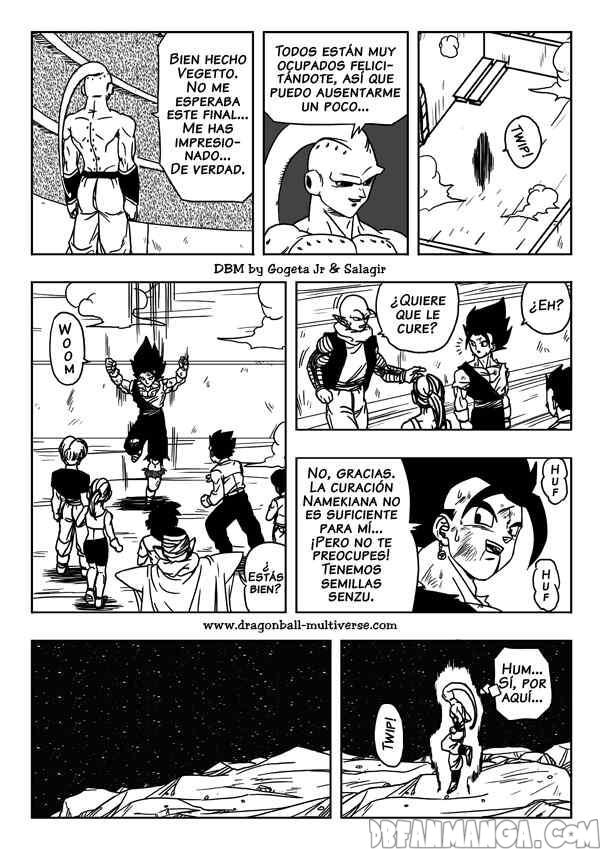 Bien hecho
Vegetto.
No me
esperaba
este final...
Me has
impresio-
nado...
De verdad.
Todos están muy
ocupados felici-
tándote, así que
puedo ausentarme
un poco...
Twip!
DBM by Gogeta Jr & Salagir
Woom
¿Estás
bien?
¿Quiere
que le
cure?
¿Eh?
No, gracias.
La curación
Namekiana no
es suficiente
para mí...
¡Pero no te
preocupes!
Tenemos
semillas
senzu.
Huf
Huf
www.dragonball-multiverse.com
Twip!
Hum...
Sí, por
aquí...
DBFANMANGA.COM